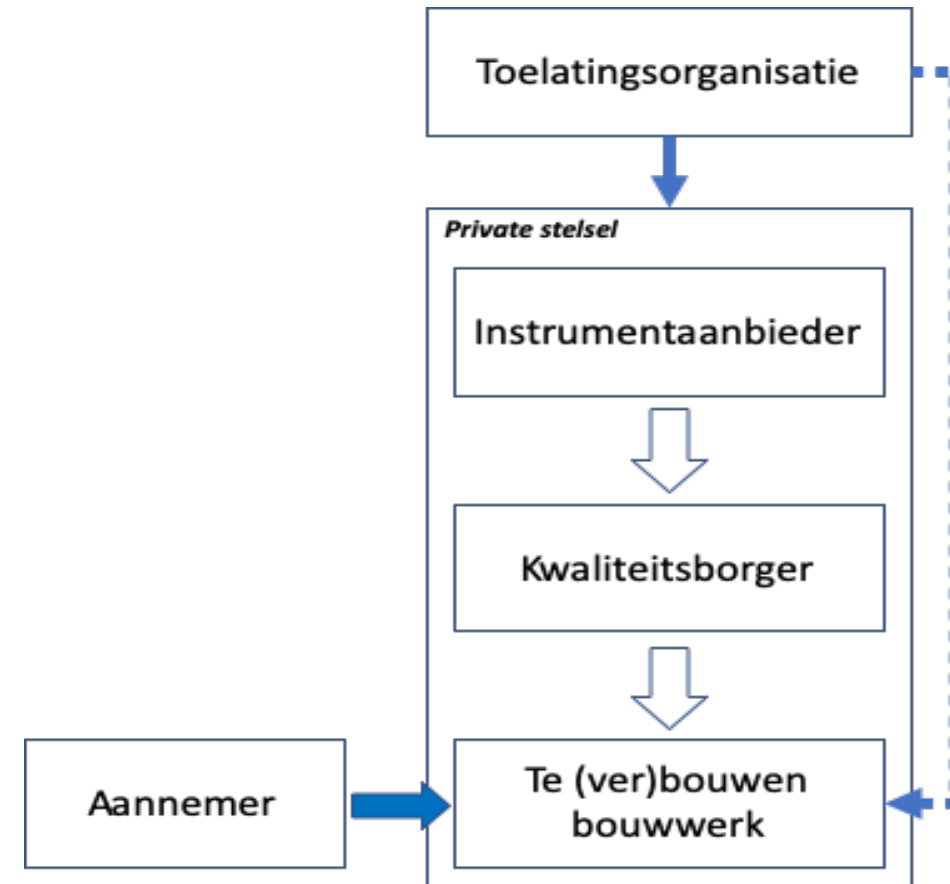 Toelatingsorganisatie
Private stelsel
Instrumentaanbieder
Kwaliteitsborger
Aannemer
Te (ver)bouwen
bouwwerk